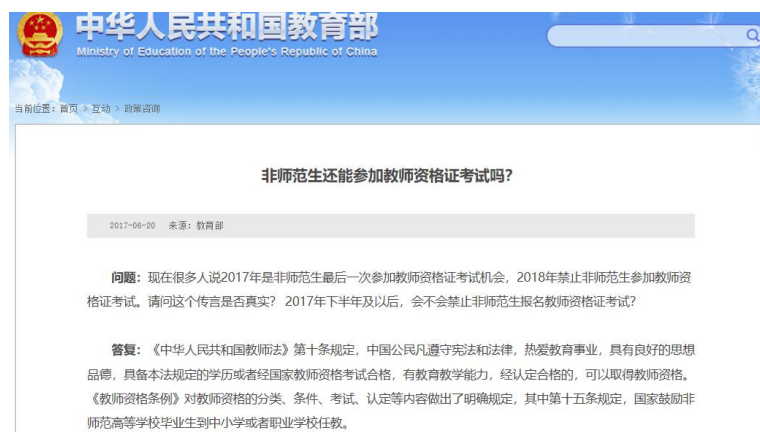 中华人民共和国教育部
Ministry of Education of the People's Republic of China
当前位置：首页 > 互动 > 政策咨询
非师范生还能参加教师资格证考试吗？
2017-06-20 来源：教育部
问题：现在很多人说2017年是非师范生最后一次参加教师资格证考试机会，2018年禁止非师范生参加教师资
格证考试。请问这个传言是否真实？ 2017年下半年及以后，会不会禁止非师范生报名教师资格证考试？
答复：《中华人民共和国教师法》第十条规定，中国公民凡遵守宪法和法律，热爱教育事业，具有良好的思想
品德，具备本法规定的学历或者经国家教师资格考试合格，有教育教学能力，经认定合格的，可以取得教师资格。
《教师资格条例》对教师资格的分类、条件、考试、认定等内容做出了明确规定，其中第十五条规定，国家鼓励非
师范高等学校毕业生到中小学或者职业学校任教。